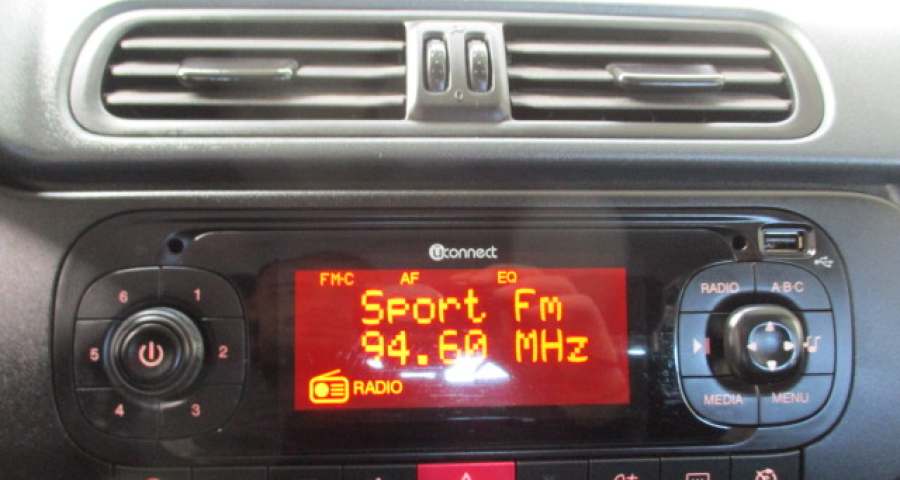 uconnect
FM-C AF EQ
Sport Fm
94.60 MHz
RADIO
6 1
5 2
4 3
RADIO A·B·C
MEDIA MENU